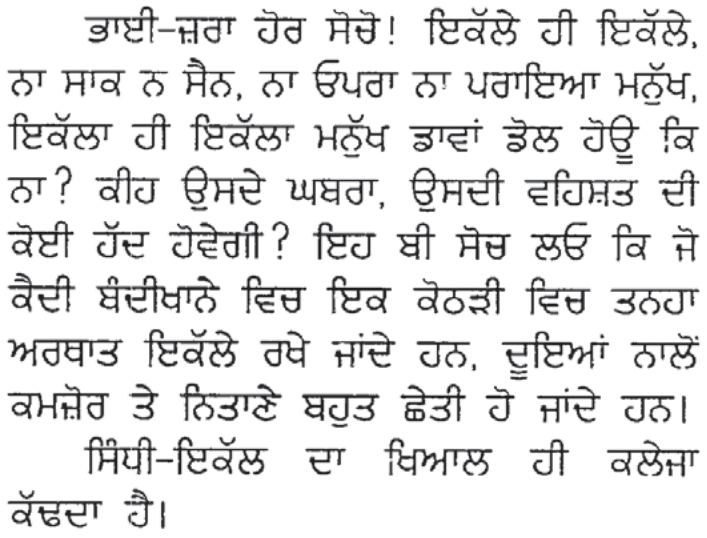 ਭਾਈ-ਜ਼ਰਾ ਹੋਰ ਸੋਚੋ! ਇਕੱਲੇ ਹੀ ਇਕੱਲੇ,
ਨਾ ਸਾਕ ਨ ਸੈਨ, ਨਾ ਓਪਰਾ ਨਾ ਪਰਾਇਆ ਮਨੁੱਖ,
ਇਕੱਲਾ ਹੀ ਇਕੱਲਾ ਮਨੁੱਖ ਡਾਵਾਂ ਡੋਲ ਹੋਊ ਕਿ
ਨਾ? ਕੀਹ ਉਸਦੇ ਘਬਰਾ, ਉਸਦੀ ਵਹਿਸ਼ਤ ਦੀ
ਕੋਈ ਹੱਦ ਹੋਵੇਗੀ? ਇਹ ਬੀ ਸੋਚ ਲਓ ਕਿ ਜੋ
ਕੈਦੀ ਬੰਦੀਖਾਨੇ ਵਿਚ ਇਕ ਕੋਠੜੀ ਵਿਚ ਤਨਹਾ
ਅਰਥਾਤ ਇਕੱਲੇ ਰਖੇ ਜਾਂਦੇ ਹਨ, ਦੂਇਆਂ ਨਾਲੋਂ
ਕਮਜ਼ੋਰ ਤੇ ਨਿਤਾਣੇ ਬਹੁਤ ਛੇਤੀ ਹੋ ਜਾਂਦੇ ਹਨ।
ਸਿੰਧੀ-ਇਕੱਲ ਦਾ ਖਿਆਲ ਹੀ ਕਲੇਜਾ
ਕੱਢਦਾ ਹੈ।